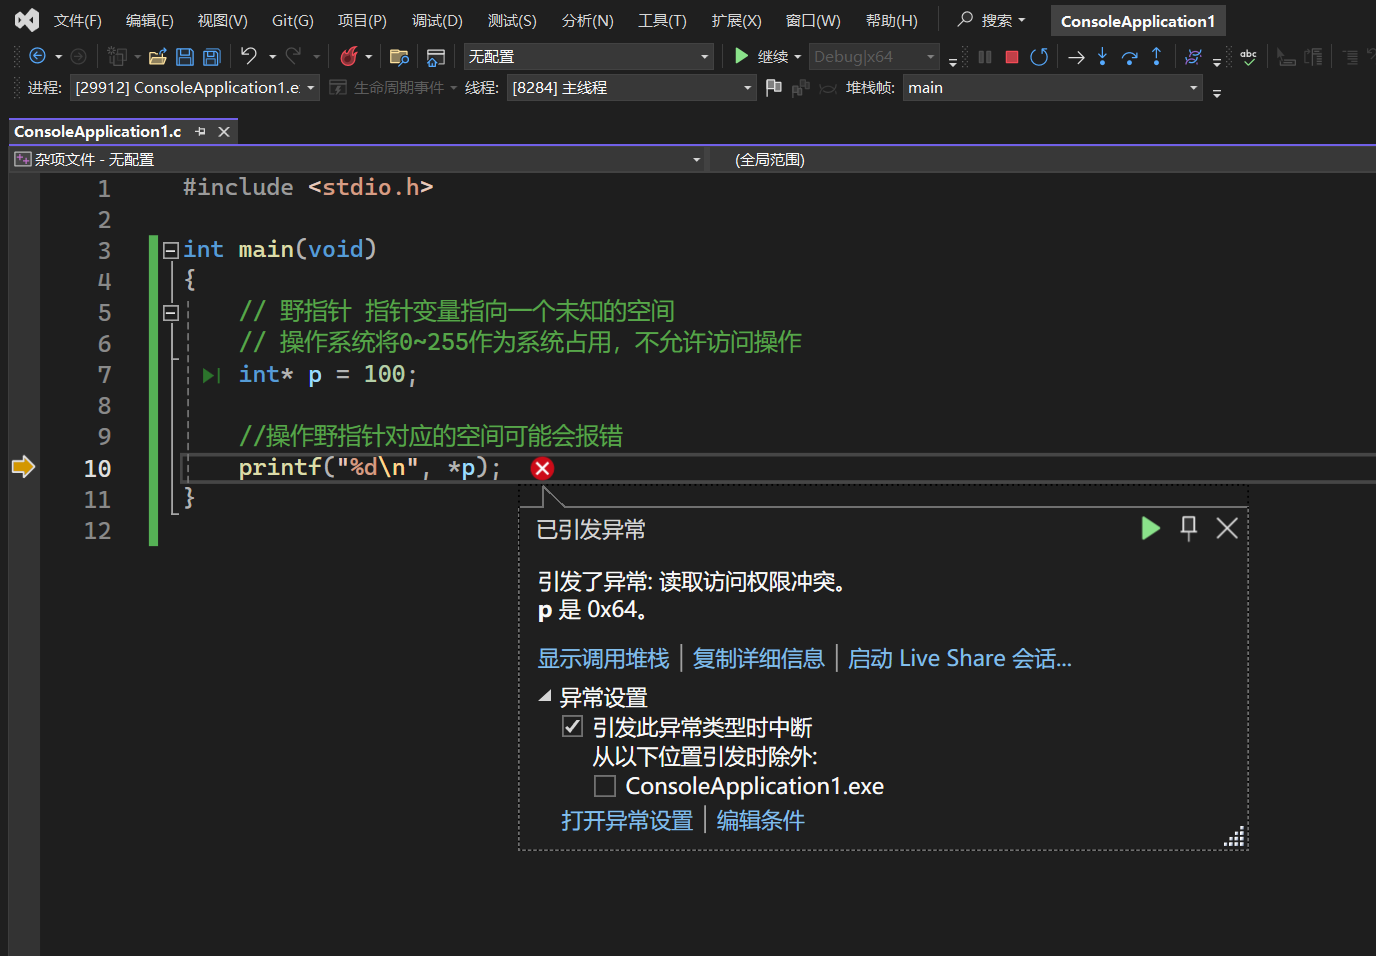 文件(F) 编辑(E) 视图(V) Git(G) 项目(P) 调试(D) 测试(S) 分析(N) 工具(T) 扩展(X) 窗口(W) 帮助(H) 搜索 ConsoleApplication1
无配置 继续 Debug|x64 abc
进程: [29912] ConsoleApplication1.e: 生命周期事件 线程: [8284] 主线程 堆栈帧: main
ConsoleApplication1.c
杂项文件 - 无配置 (全局范围)
1 #include <stdio.h>
2
3 int main(void)
4 {
5 // 野指针 指针变量指向一个未知的空间
6 // 操作系统将0~255作为系统占用，不允许访问操作
7 int* p = 100;
8
9 //操作野指针对应的空间可能会报错
10 printf("%d\n", *p);
11 }
12
已引发异常
引发了异常: 读取访问权限冲突。
p 是 0x64。
显示调用堆栈 | 复制详细信息 | 启动 Live Share 会话...
异常设置
引发此异常类型时中断
从以下位置引发时除外:
ConsoleApplication1.exe
打开异常设置 | 编辑条件